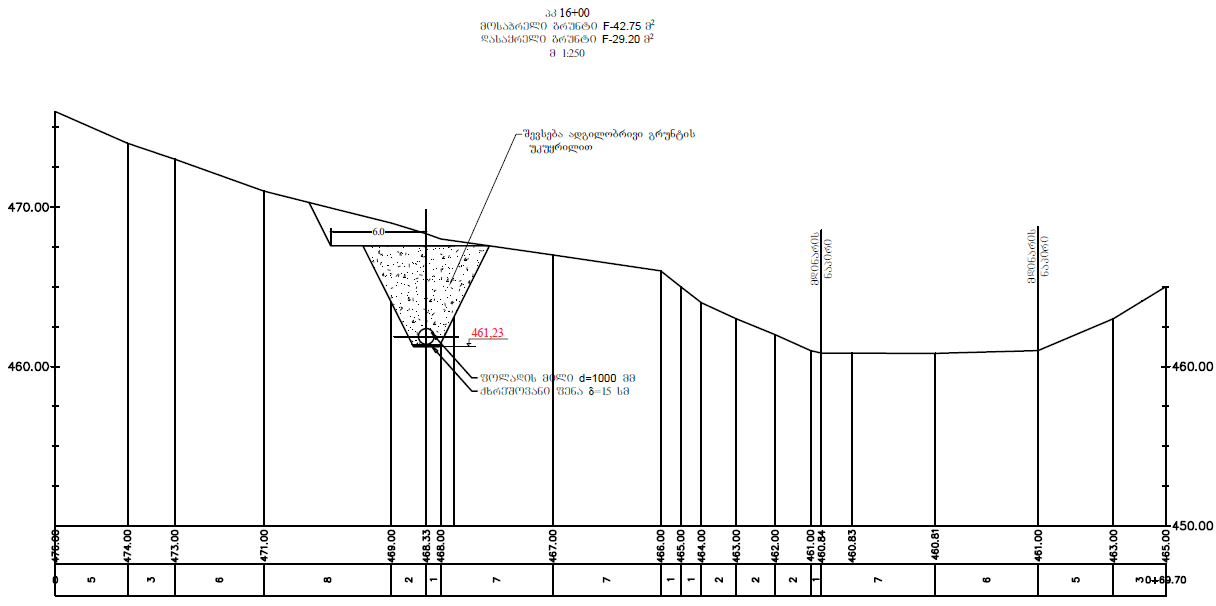 პკ 16+00
მოსაჭრელი გრუნტი F-42.75 მ²
დასაყრელი გრუნტი F-29.20 მ²
მ 1:250
შევსება ადგილობრივი გრუნტის
უკუყრილით
470.00
6.0
მდინარის
ნაპირი
მდინარის
ნაპირი
461,23
460.00
460.00
ფოლადის მილი d=1000 მმ
ქხრეშოვანი ფენა δ=15 სმ
450.00
476.00 474.00 473.00 471.00 469.00 468.33 468.00 467.00 466.00 465.00 464.00 463.00 462.00 461.00 460.84 460.83 460.81 461.00 463.00 465.00
0 5 3 6 8 2 1 7 7 1 1 2 2 2 1 7 6 5 3 0+69.70